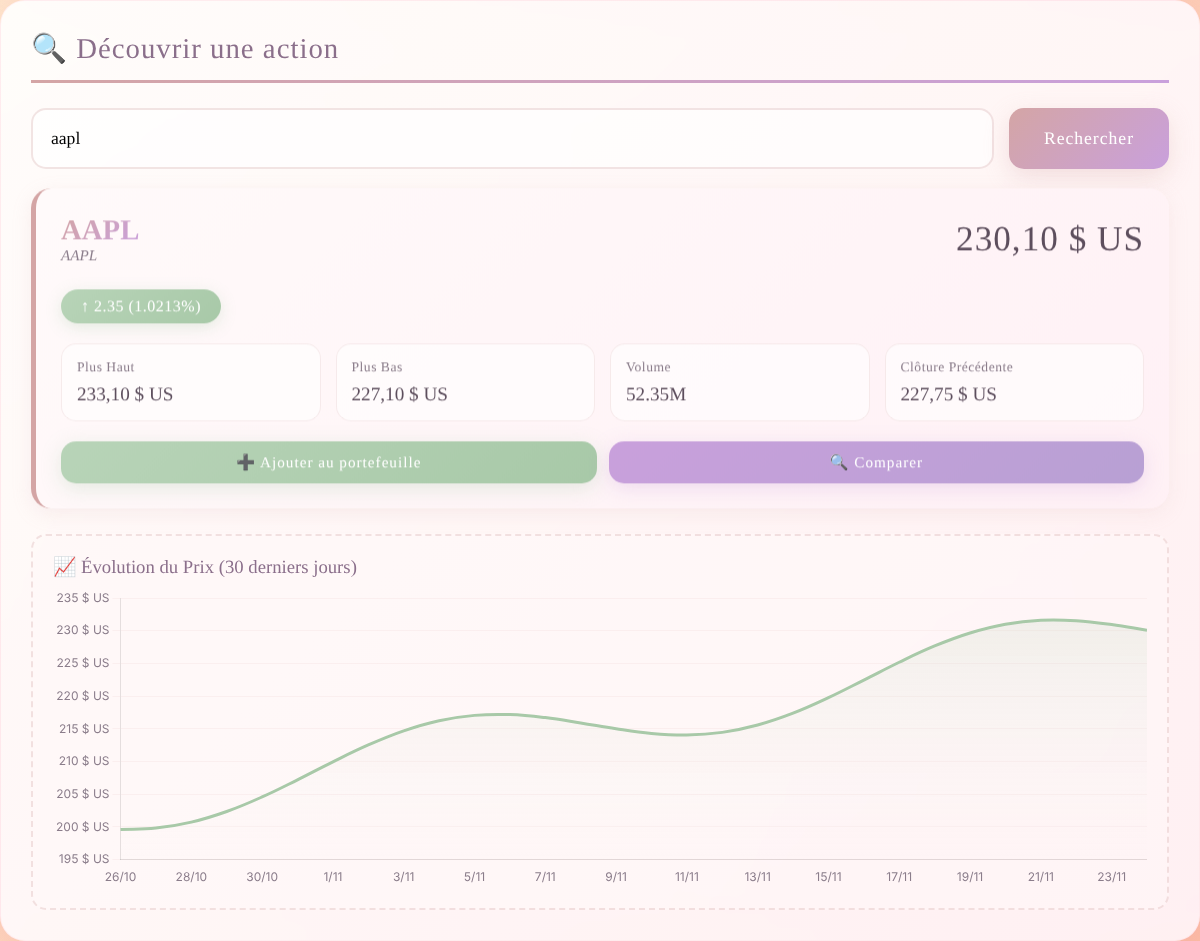 🔍 Découvrir une action
aapl
Rechercher
AAPL
AAPL
230,10 $ US
↑ 2.35 (1.0213%)
Plus Haut
233,10 $ US
Plus Bas
227,10 $ US
Volume
52.35M
Clôture Précédente
227,75 $ US
➕ Ajouter au portefeuille
🔍 Comparer
📈 Évolution du Prix (30 derniers jours)
235 $ US
230 $ US
225 $ US
220 $ US
215 $ US
210 $ US
205 $ US
200 $ US
195 $ US
26/10 28/10 30/10 1/11 3/11 5/11 7/11 9/11 11/11 13/11 15/11 17/11 19/11 21/11 23/11